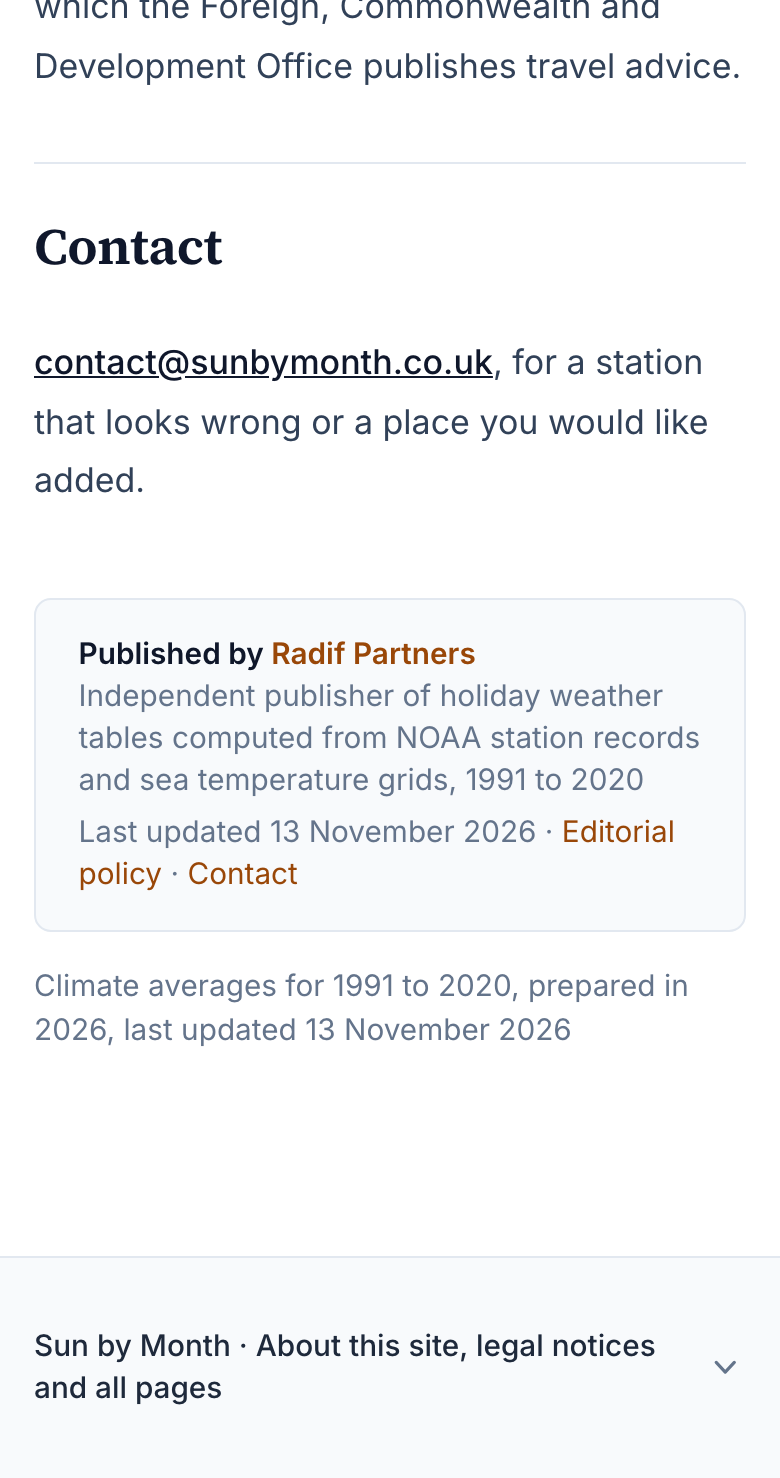 which the Foreign, Commonwealth and
Development Office publishes travel advice.
Contact
contact@sunbymonth.co.uk, for a station
that looks wrong or a place you would like
added.
Published by Radif Partners
Independent publisher of holiday weather
tables computed from NOAA station records
and sea temperature grids, 1991 to 2020
Last updated 13 November 2026 · Editorial
policy · Contact
Climate averages for 1991 to 2020, prepared in
2026, last updated 13 November 2026
Sun by Month · About this site, legal notices
and all pages